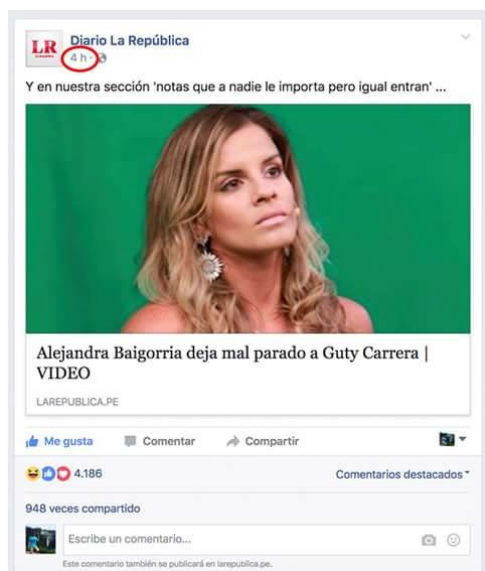 LR
Diario La República
4 h
Y en nuestra sección 'notas que a nadie le importa pero igual entran' ...
Alejandra Baigorria deja mal parado a Guty Carrera |
VIDEO
LAREPUBLICA.PE
Me gusta Comentar Compartir
4.186 Comentarios destacados
948 veces compartido
Escribe un comentario...
Este comentario también se publicará en larepublica.pe.